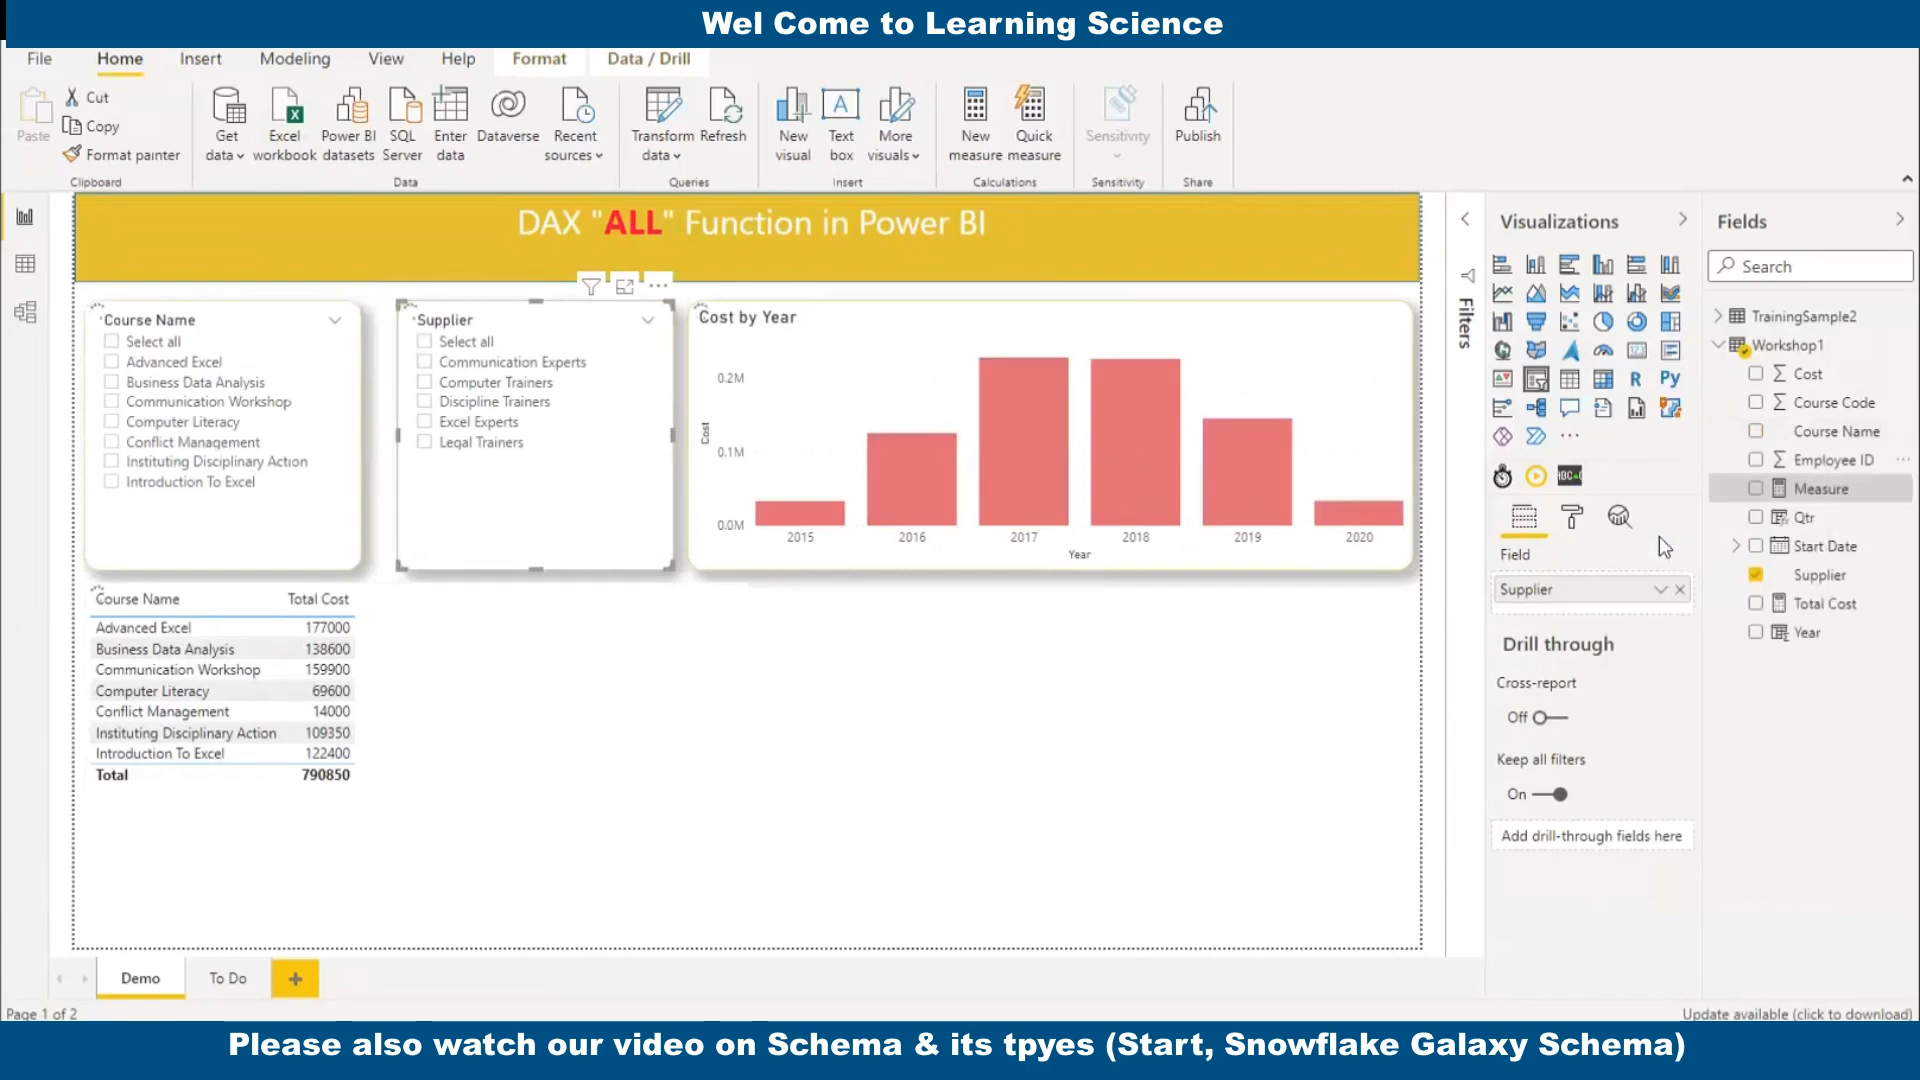 Wel Come to Learning Science
File Home Insert Modeling View Help Format Data / Drill
Paste
Cut
Copy
Format painter
Clipboard
Get data
Excel workbook
Power BI datasets
SQL Server
Enter data
Dataverse
Recent sources
Data
Transform data
Refresh
Queries
New visual
Text box
More visuals
Insert
New measure
Quick measure
Calculations
Sensitivity
Sensitivity
Publish
Share
DAX "ALL" Function in Power BI
Course Name
Select all
Advanced Excel
Business Data Analysis
Communication Workshop
Computer Literacy
Conflict Management
Instituting Disciplinary Action
Introduction To Excel
Supplier
Select all
Communication Experts
Computer Trainers
Discipline Trainers
Excel Experts
Legal Trainers
Cost by Year
0.2M
0.1M
0.0M
Cost
2015 2016 2017 2018 2019 2020
Year
Course Name Total Cost
Advanced Excel 177000
Business Data Analysis 138600
Communication Workshop 159900
Computer Literacy 69600
Conflict Management 14000
Instituting Disciplinary Action 109350
Introduction To Excel 122400
Total 790850
Filters
Visualizations
R
Py
123
ABC
Field
Supplier
Drill through
Cross-report
Off
Keep all filters
On
Add drill-through fields here
Fields
Search
TrainingSample2
Workshop1
Cost
Course Code
Course Name
Employee ID
Measure
Qtr
Start Date
Supplier
Total Cost
Year
Demo
To Do
Page 1 of 2
Update available (click to download)
Please also watch our video on Schema & its tpyes (Start, Snowflake Galaxy Schema)